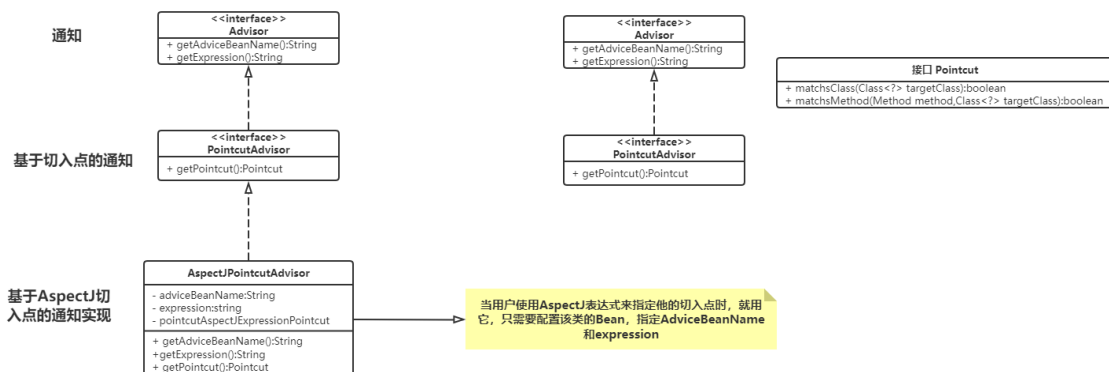 通知
<<interface>>
Advisor
+ getAdviceBeanName():String
+ getExpression():String
<<interface>>
Advisor
+ getAdviceBeanName():String
+ getExpression():String
接口 Pointcut
+ matchsClass(Class<?> targetClass):boolean
+ matchsMethod(Method method,Class<?> targetClass):boolean
基于切入点的通知
<<interface>>
PointcutAdvisor
+ getPointcut():Pointcut
<<interface>>
PointcutAdvisor
+ getPointcut():Pointcut
基于AspectJ切
入点的通知实现
AspectJPointcutAdvisor
- adviceBeanName:String
- expression:string
- pointcutAspectJExpressionPointcut
+ getAdviceBeanName():String
+getExpression():String
+ getPointcut():Pointcut
当用户使用AspectJ表达式来指定他的切入点时，就用
它，只需要配置该类的Bean，指定AdviceBeanName
和expression